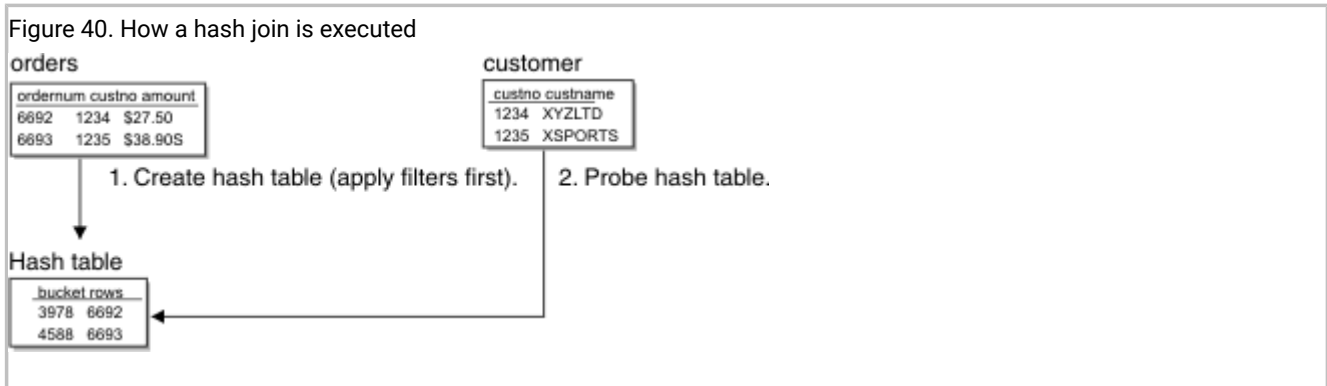 Figure 40. How a hash join is executed
orders
ordernum custno amount
6692 1234 $27.50
6693 1235 $38.90S
customer
custno custname
1234 XYZLTD
1235 XSPORTS
1. Create hash table (apply filters first).
2. Probe hash table.
Hash table
bucket rows
3978 6692
4588 6693